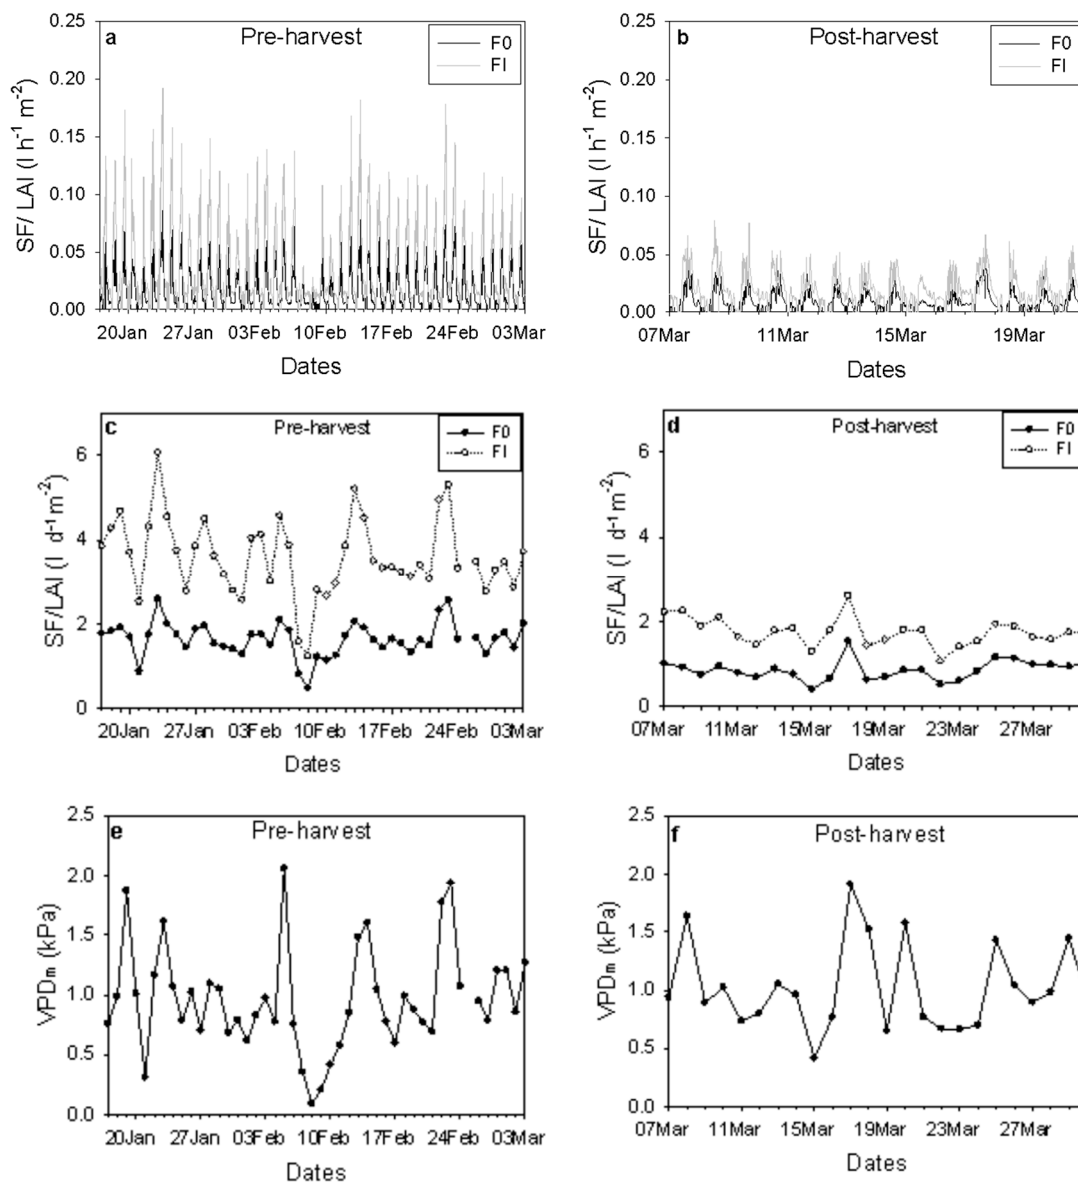 a Pre-harvest
F0
FI
SF/ LAI (l h-1 m-2)
0.25
0.20
0.15
0.10
0.05
0.00
20Jan 27Jan 03Feb 10Feb 17Feb 24Feb 03Mar
Dates
b Post-harvest
F0
FI
SF/ LAI (l h-1 m-2)
0.25
0.20
0.15
0.10
0.05
0.00
07Mar 11Mar 15Mar 19Mar
Dates
c Pre-harvest
F0
FI
SF/LAI (l d-1 m-2)
6
4
2
0
20Jan 27Jan 03Feb 10Feb 17Feb 24Feb 03Mar
Dates
d Post-harvest
F0
FI
SF/LAI (l d-1 m-2)
6
4
2
0
07Mar 11Mar 15Mar 19Mar 23Mar 27Mar
Dates
e Pre-harvest
VPDm (kPa)
2.5
2.0
1.5
1.0
0.5
0.0
20Jan 27Jan 03Feb 10Feb 17Feb 24Feb 03Mar
Dates
f Post-harvest
VPDm (kPa)
2.5
2.0
1.5
1.0
0.5
0.0
07Mar 11Mar 15Mar 19Mar 23Mar 27Mar
Dates